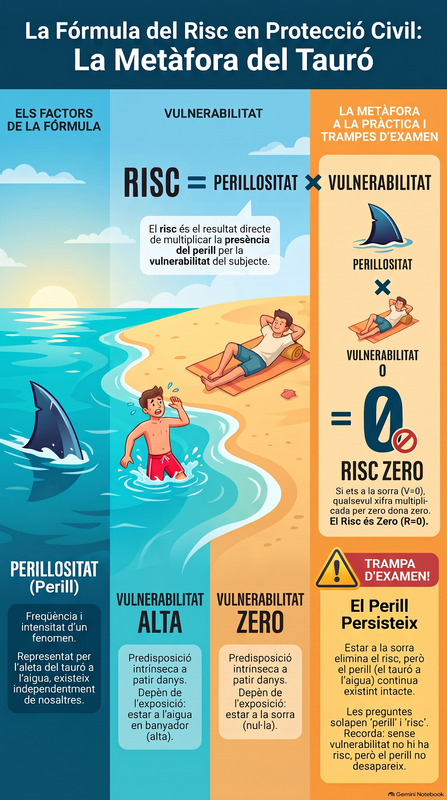 La Fórmula del Risc en Protecció Civil:
La Metàfora del Tauró
ELS FACTORS
DE LA FÓRMULA
VULNERABILITAT
LA METÀFORA
A LA PRÀCTICA I
TRAMPES D'EXAMEN
RISC = PERILLOSITAT × VULNERABILITAT
El risc és el resultat directe
de multiplicar la presència
del perill per la
vulnerabilitat del subjecte.
PERILLOSITAT
×
VULNERABILITAT
0
= 0
RISC ZERO
Si ets a la sorra (V=0),
qualsevol xifra multipli-
cada per zero dona zero.
El Risc és Zero (R=0).
PERILLOSITAT
(Perill)
Freqüència i
intensitat d'un
fenomen.
Representat per
l'aleta del tauró a
l'aigua, existeix
independentment
de nosaltres.
VULNERABILITAT
ALTA
Predisposició
intrínseca a
patir danys.
Depèn de
l'exposició:
estar a l'aigua
en banyador
(alta).
VULNERABILITAT
ZERO
Predisposició
intrínseca a
patir danys.
Depèn de
l'exposició:
estar a la sorra
(nul·la).
TRAMPA
D'EXAMEN!
El Perill
Persisteix
Estar a la sorra
elimina el risc, però
el perill (el tauró a
l'aigua) continua
existint intacte.
Les preguntes
solapen 'perill' i 'risc'.
Recorda: sense
vulnerabilitat no hi ha
risc, però el perill no
desapareix.
Gemini Notebook